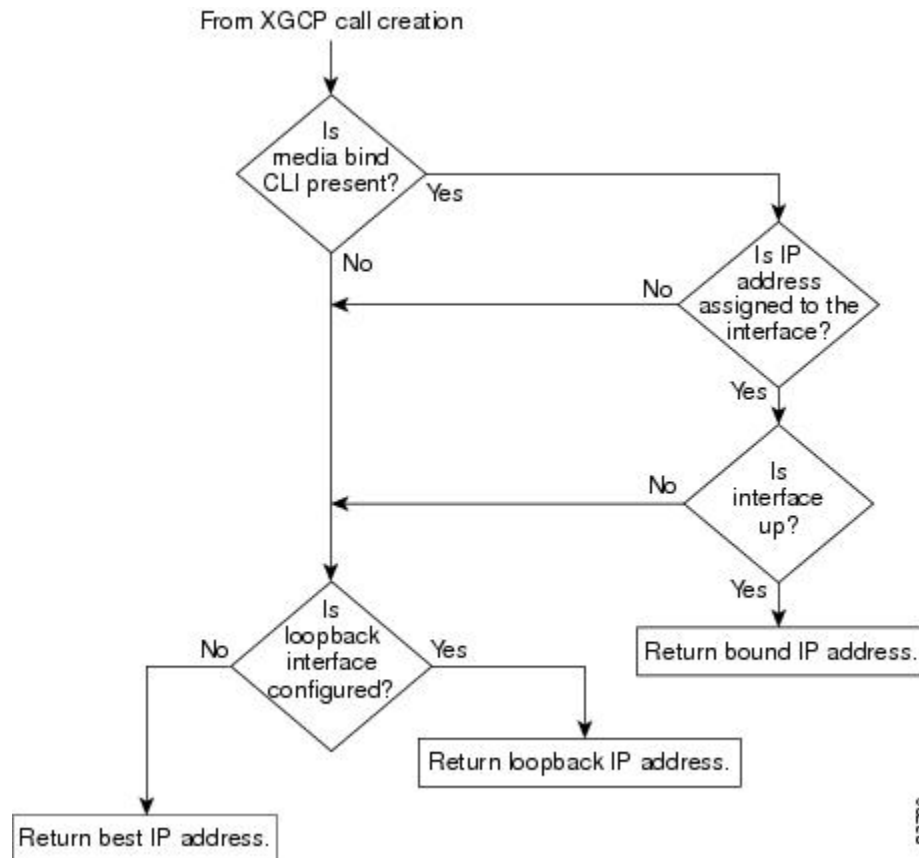 From XGCP call creation
Is
media bind
CLI present?
Yes
No
Is IP
address
assigned to the
interface?
No
Yes
Is
interface
up?
No
Yes
Return bound IP address.
Is
loopback
interface
configured?
No
Yes
Return loopback IP address.
Return best IP address.